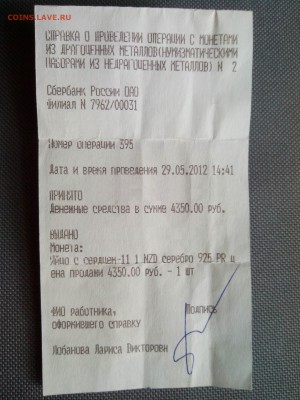 COINS.LAVE.RU
СПРАВКА О ПРОВЕДЕНИИ ОПЕРАЦИИ С МОНЕТАМИ
ИЗ ДРАГОЦЕННЫХ МЕТАЛЛОВ(НУМИЗМАТИЧЕСКИМИ
НАБОРАМИ ИЗ НЕДРАГОЦЕННЫХ МЕТАЛЛОВ) N 2
Сбербанк России ОАО
Филиал N 7962/00031
Номер операции 395
Дата и время проведения 29.05.2012 14:41
ПРИНЯТО
Денежные средства в сумме 4350.00 руб.
ВЫДАНО
Монета:
Яйцо с сердцем-11 1 NZD серебро 925 PR ц
ена продажи 4350.00 руб. - 1 шт
ФИО работника, Подпись
оформившего справку
Лобанова Лариса Викторовн